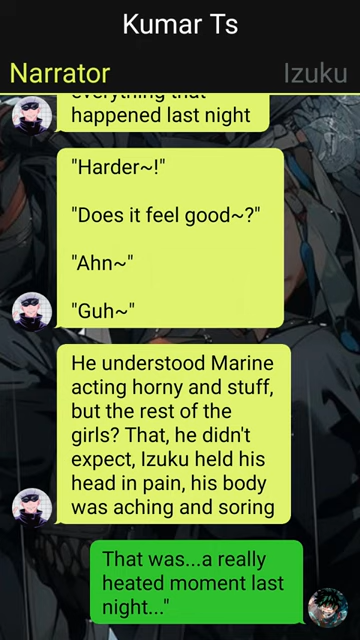 Kumar Ts
Narrator
Izuku
everything that
happened last night
"Harder~!"
"Does it feel good~?"
"Ahn~"
"Guh~"
He understood Marine
acting horny and stuff,
but the rest of the
girls? That, he didn't
expect, Izuku held his
head in pain, his body
was aching and soring
That was...a really
heated moment last
night..."